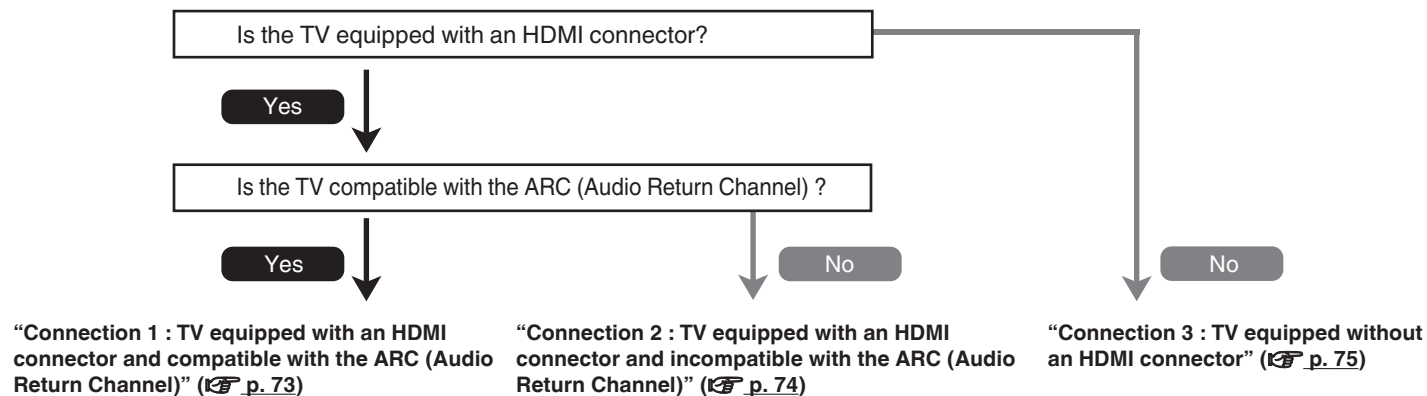 Is the TV equipped with an HDMI connector?
Yes
Is the TV compatible with the ARC (Audio Return Channel) ?
Yes
No
No
“Connection 1 : TV equipped with an HDMI
connector and compatible with the ARC (Audio
Return Channel)” (☞ p. 73)
“Connection 2 : TV equipped with an HDMI
connector and incompatible with the ARC (Audio
Return Channel)” (☞ p. 74)
“Connection 3 : TV equipped without
an HDMI connector” (☞ p. 75)